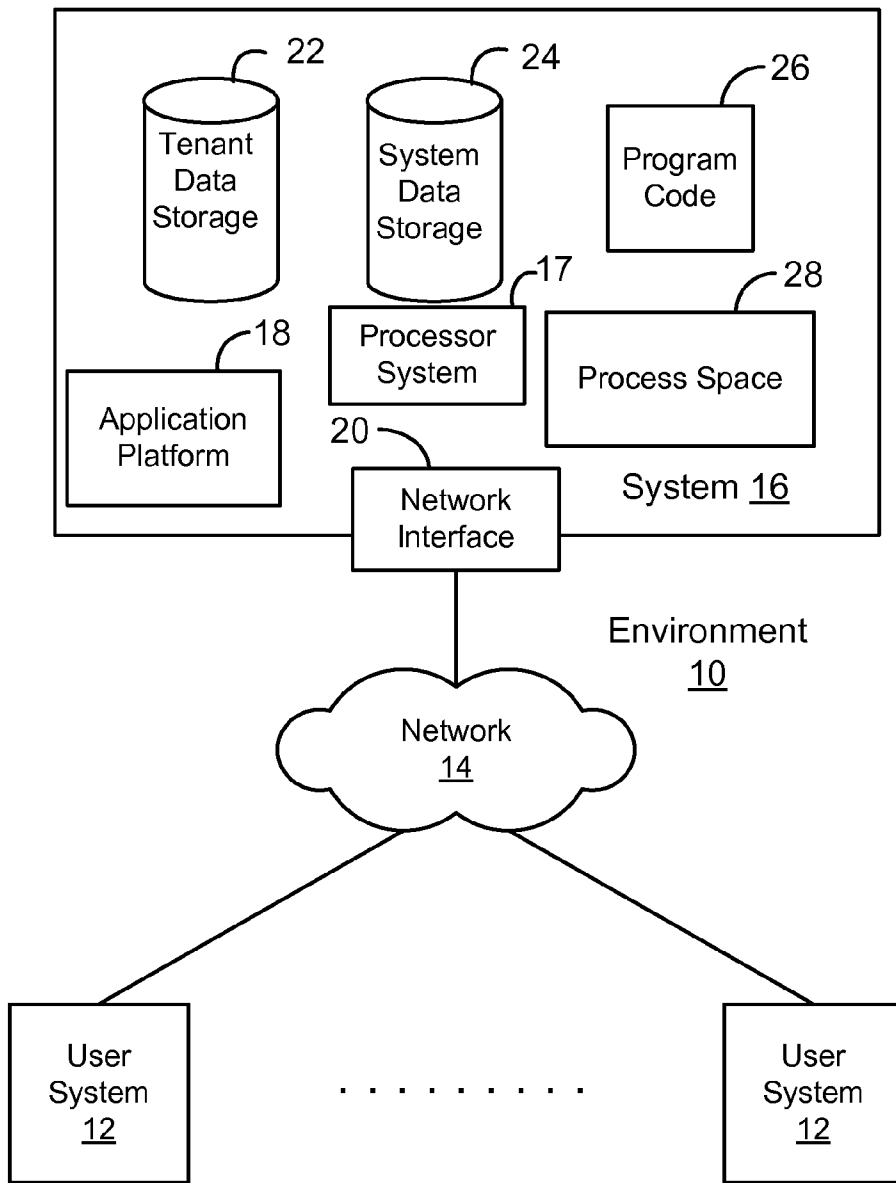 22
24
26
Tenant
Data
Storage
System
Data
Storage
Program
Code
17
28
18
Processor
System
Process Space
Application
Platform
20
Network
Interface
System 16
Environment
10
Network
14
User
System
12
. . . . . . . . .
User
System
12